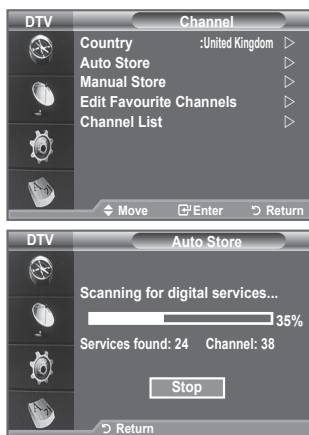 DTV Channel
Country :United Kingdom
Auto Store
Manual Store
Edit Favourite Channels
Channel List
Move Enter Return
DTV Auto Store
Scanning for digital services...
35%
Services found: 24 Channel: 38
Stop
Return